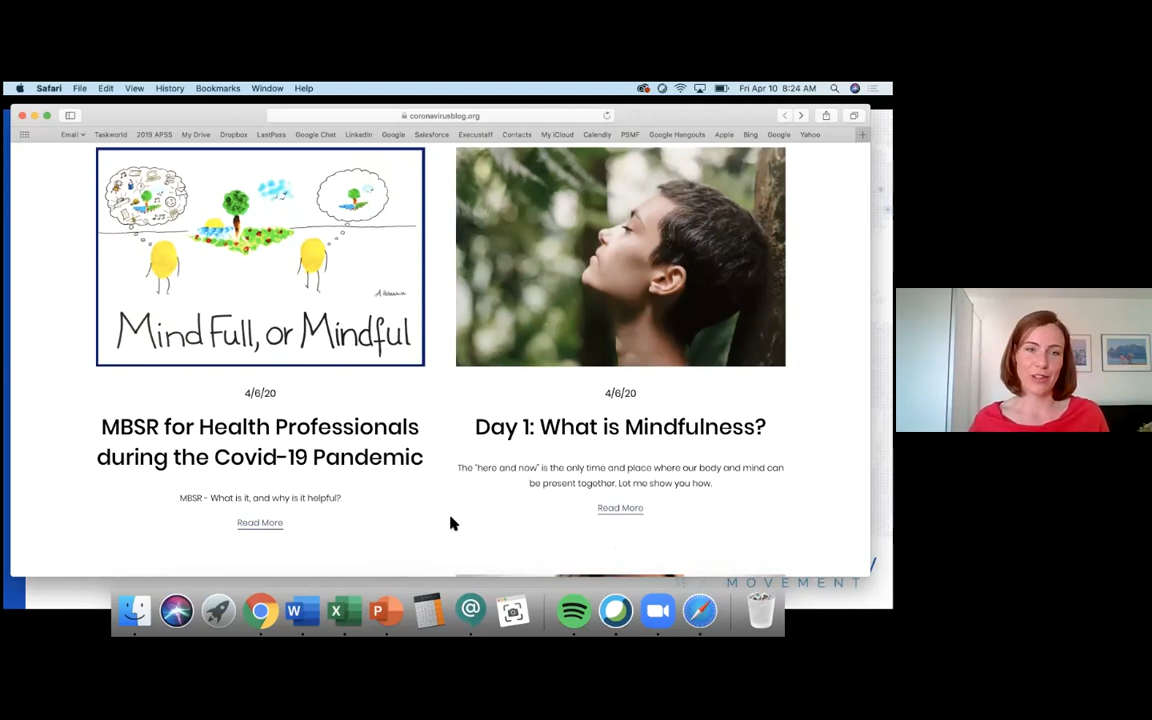 Safari File Edit View History Bookmarks Window Help Fri Apr 10 8:24 AM
coronavirusblog.org
Email Taskworld 2019 APSS My Drive Dropbox LastPass Google Chat LinkedIn Google Salesforce Execustaff Contacts My iCloud Calendly PSMF Google Hangouts Apple Bing Google Yahoo
Mind Full, or Mindful
4/6/20
MBSR for Health Professionals
during the Covid-19 Pandemic
MBSR - What is it, and why is it helpful?
Read More
4/6/20
Day 1: What is Mindfulness?
The "here and now" is the only time and place where our body and mind can
be present together. Let me show you how.
Read More
MOVEMENT